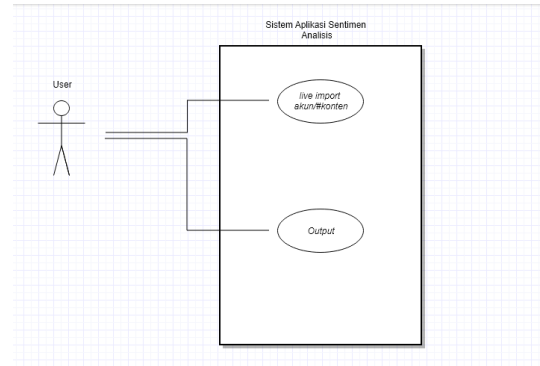 Sistem Aplikasi Sentimen
Analisis
User
live import
akun/#konten
Output